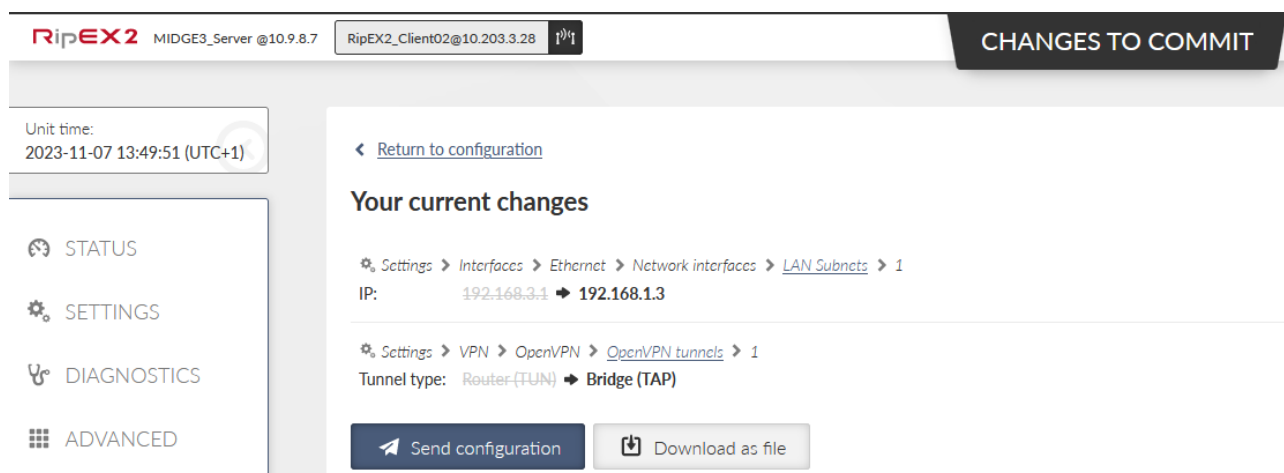 RipEX2 MIDGE3_Server @10.9.8.7 RipEX2_Client02@10.203.3.28 CHANGES TO COMMIT
Unit time:
2023-11-07 13:49:51 (UTC+1)
Return to configuration
Your current changes
STATUS
Settings > Interfaces > Ethernet > Network interfaces > LAN Subnets > 1
IP: 192.168.3.1 → 192.168.1.3
SETTINGS
Settings > VPN > OpenVPN > OpenVPN tunnels > 1
DIAGNOSTICS
Tunnel type: Router (TUN) → Bridge (TAP)
ADVANCED
Send configuration Download as file